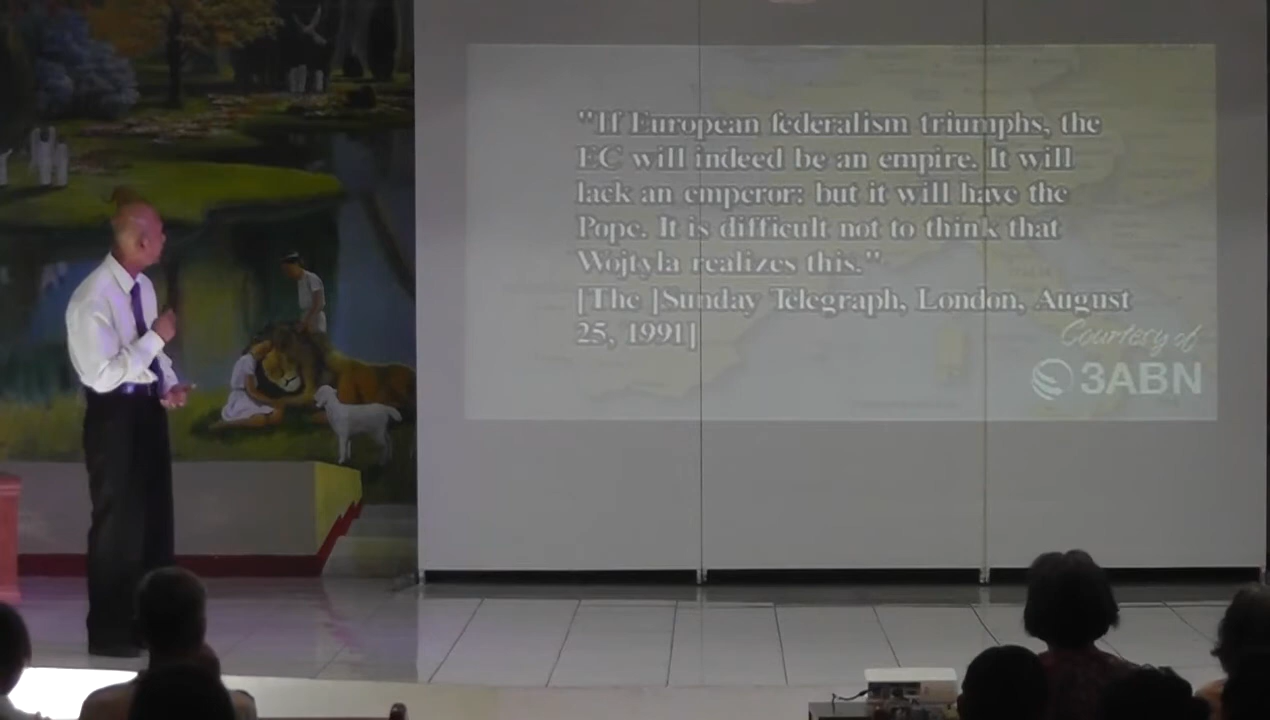 "If European federalism triumphs, the
EC will indeed be an empire. It will
lack an emperor: but it will have the
Pope. It is difficult not to think that
Wojtyla realizes this."
[The ]Sunday Telegraph, London, August
25, 1991]
Courtesy of
3ABN